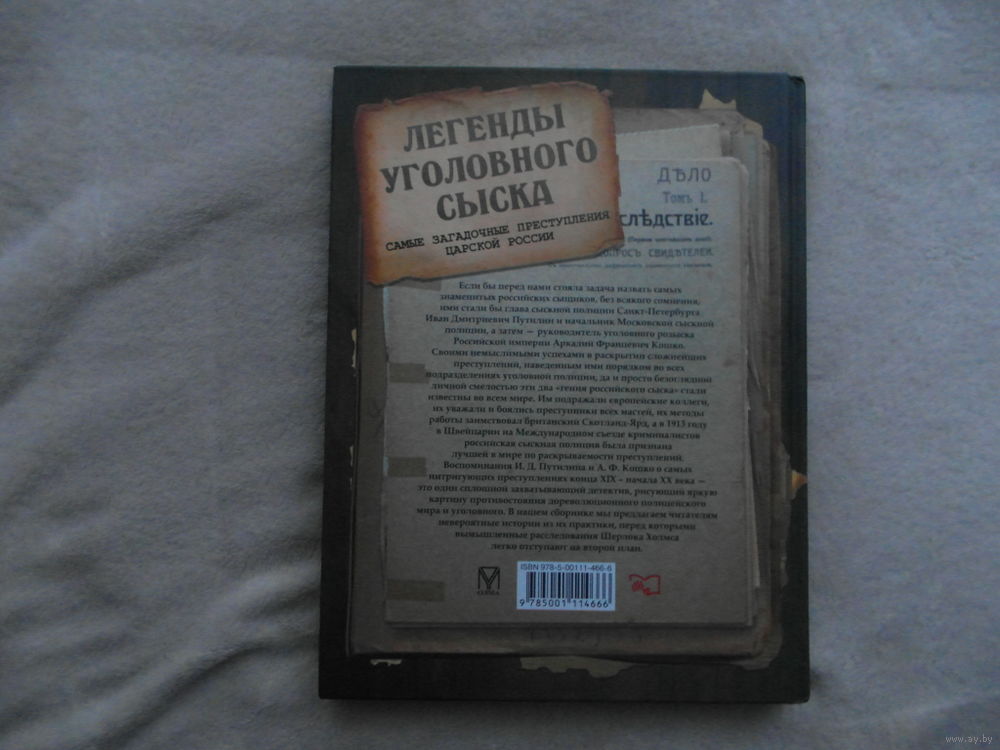 ЛЕГЕНДЫ
УГОЛОВНОГО
СЫСКА
САМЫЕ ЗАГАДОЧНЫЕ ПРЕСТУПЛЕНИЯ
ЦАРСКОЙ РОССИИ
ДѢЛО
Томъ I.
СЛѢДСТВІЕ.
ДОПРОСЪ СВИДѢТЕЛЕЙ.
Если бы перед нами стояла задача назвать самых
знаменитых российских сыщиков, без всякого сомнения,
ими стали бы глава сыскной полиции Санкт-Петербурга
Иван Дмитриевич Путилин и начальник Московской сыскной
полиции, а затем — руководитель уголовного розыска
Российской империи Аркадий Францевич Кошко.
Своими немыслимыми успехами в раскрытии сложнейших
преступлений, наведенным ими порядком во всех
подразделениях уголовной полиции, да и просто безоглядной
личной смелостью эти два «гения российского сыска» стали
известны во всем мире. Им подражали европейские коллеги,
их уважали и боялись преступники всех мастей, их методы
работы заимствовал британский Скотланд-Ярд, а в 1913 году
в Швейцарии на Международном съезде криминалистов
российская сыскная полиция была признана
лучшей в мире по раскрываемости преступлений.
Воспоминания И. Д. Путилина и А. Ф. Кошко о самых
интригующих преступлениях конца XIX – начала XX века —
это один сплошной захватывающий детектив, рисующий яркую
картину противостояния дореволюционного полицейского
мира и уголовного. В нашем сборнике мы предлагаем читателям
невероятные истории из их практики, перед которыми
вымышленные расследования Шерлока Холмса
легко отступают на второй план.
ISBN 978-5-00111-466-6
9 785001 114666
www.ay.by